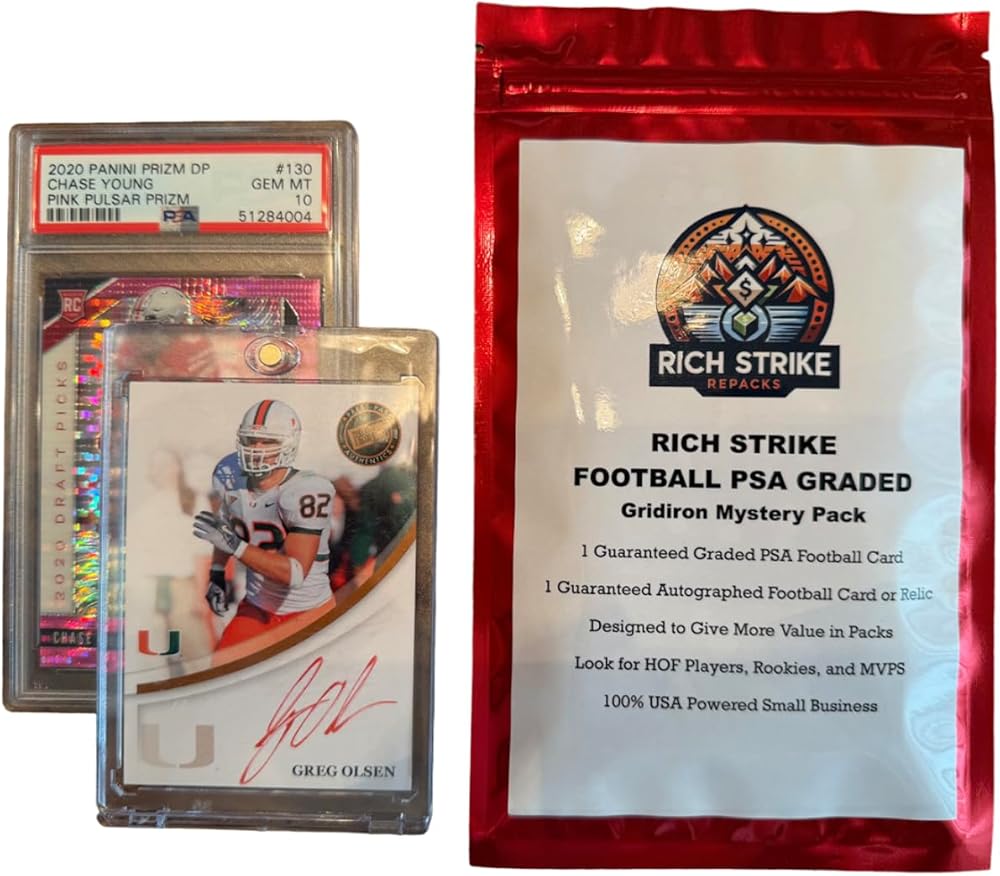 2020 PANINI PRIZM DP #130
CHASE YOUNG GEM MT
PINK PULSAR PRIZM 10
PSA 51284004
RC
2020 DRAFT PICKS
CHASE
82
82
U
U
GREG OLSEN
RICH STRIKE
REPACKS
RICH STRIKE
FOOTBALL PSA GRADED
Gridiron Mystery Pack
1 Guaranteed Graded PSA Football Card
1 Guaranteed Autographed Football Card or Relic
Designed to Give More Value in Packs
Look for HOF Players, Rookies, and MVPS
100% USA Powered Small Business